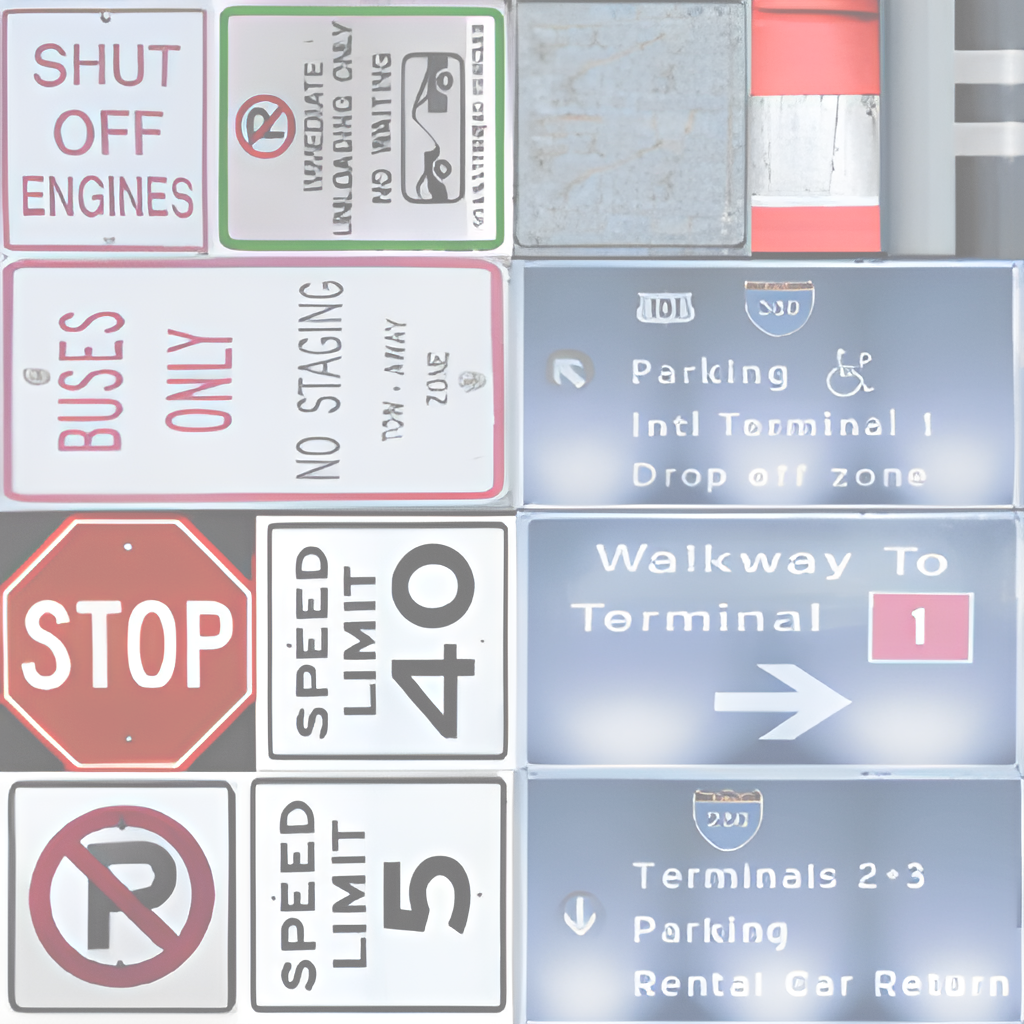 SHUT
OFF
ENGINES
IMMEDIATE
UNLOADING ONLY
NO WAITING
BUSES
ONLY
NO STAGING
TOW-AWAY
ZONE
101
Parking
Intl Terminal 1
Drop off zone
STOP
SPEED
LIMIT
40
Walkway To
Terminal 1
P
SPEED
LIMIT
5
Terminals 2•3
Parking
Rental Car Return